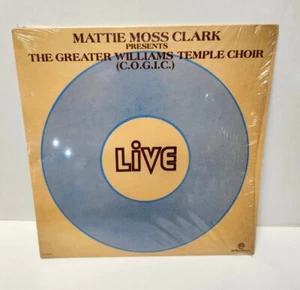 MATTIE MOSS CLARK
PRESENTS
THE GREATER WILLIAMS TEMPLE CHOIR
(C.O.G.I.C.)
LiVE